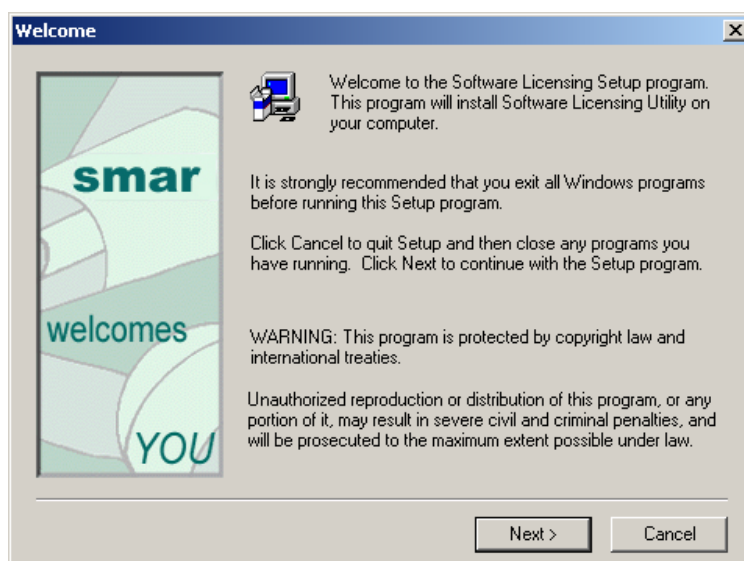 Welcome
smar
welcomes
YOU
Welcome to the Software Licensing Setup program.
This program will install Software Licensing Utility on
your computer.
It is strongly recommended that you exit all Windows programs
before running this Setup program.
Click Cancel to quit Setup and then close any programs you
have running.  Click Next to continue with the Setup program.
WARNING: This program is protected by copyright law and
international treaties.
Unauthorized reproduction or distribution of this program, or any
portion of it, may result in severe civil and criminal penalties, and
will be prosecuted to the maximum extent possible under law.
Next >
Cancel